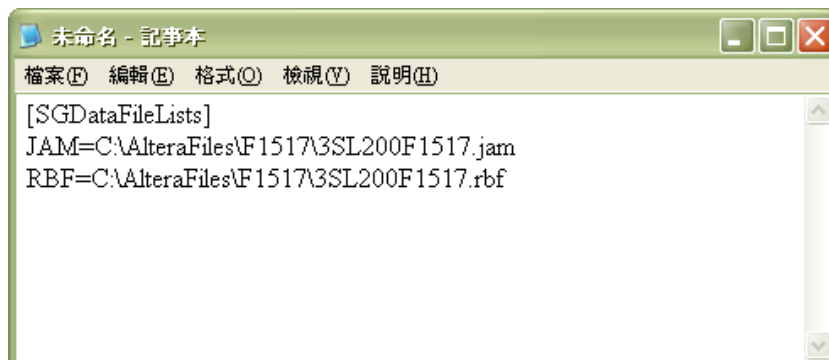 未命名 - 記事本
檔案(F) 編輯(E) 格式(O) 檢視(V) 說明(H)
[SGDataFileLists]
JAM=C:\AlteraFiles\F1517\3SL200F1517.jam
RBF=C:\AlteraFiles\F1517\3SL200F1517.rbf